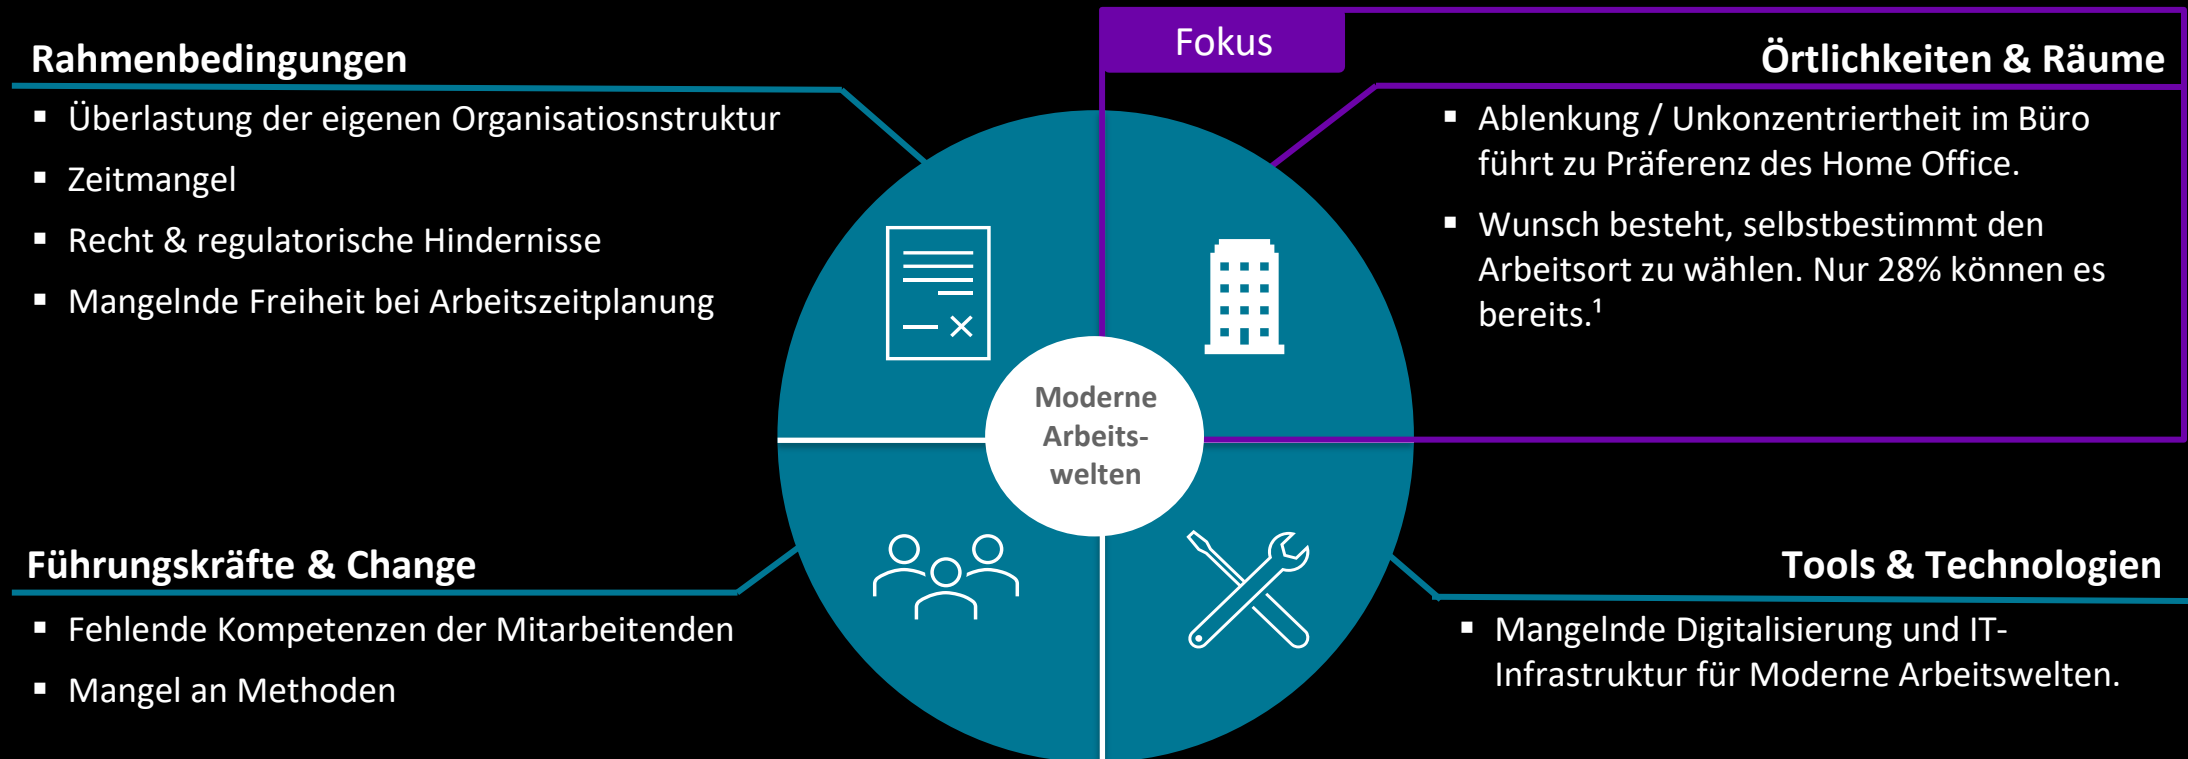 Fokus
Rahmenbedingungen
▪ Überlastung der eigenen Organisatiosnstruktur
▪ Zeitmangel
▪ Recht & regulatorische Hindernisse
▪ Mangelnde Freiheit bei Arbeitszeitplanung
Örtlichkeiten & Räume
▪ Ablenkung / Unkonzentriertheit im Büro
führt zu Präferenz des Home Office.
▪ Wunsch besteht, selbstbestimmt den
Arbeitsort zu wählen. Nur 28% können es
bereits.¹
Moderne
Arbeits-
welten
Führungskräfte & Change
▪ Fehlende Kompetenzen der Mitarbeitenden
▪ Mangel an Methoden
Tools & Technologien
▪ Mangelnde Digitalisierung und IT-
Infrastruktur für Moderne Arbeitswelten.